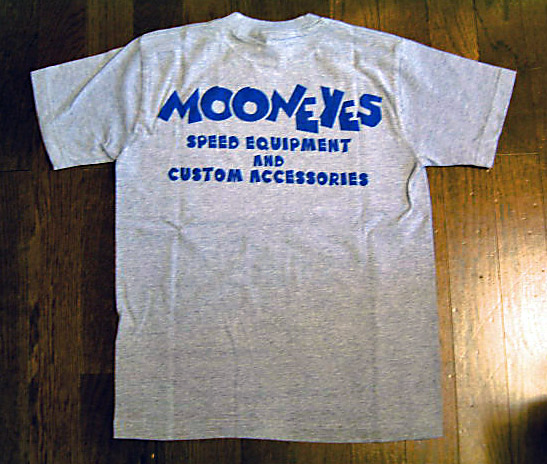 MOONEYES
SPEED EQUIPMENT
AND
CUSTOM ACCESSORIES